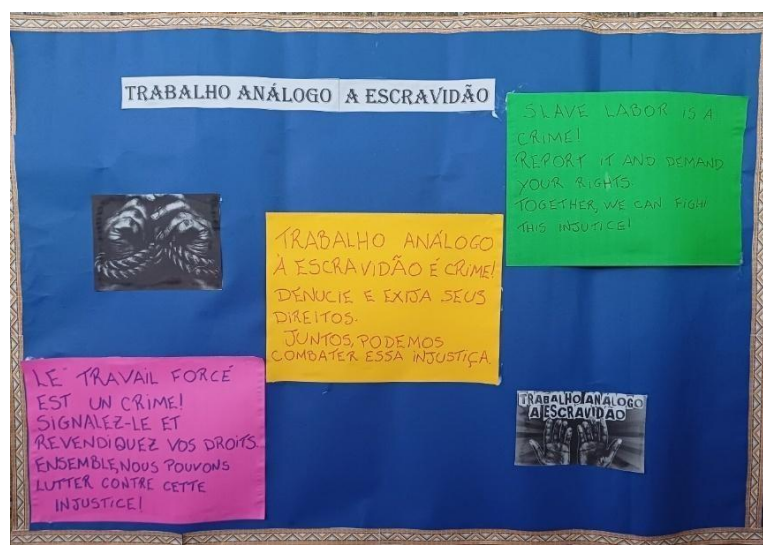 TRABALHO ANÁLOGO A ESCRAVIDÃO
SLAVE LABOR IS A
CRIME!
REPORT IT AND DEMAND
YOUR RIGHTS.
TOGETHER, WE CAN FIGHT
THIS INJUTICE!
TRABALHO ANÁLOGO
À ESCRAVIDÃO É CRIME!
DENUCIE E EXIJA SEUS
DIREITOS.
JUNTOS, PODEMOS
COMBATER ESSA INJUSTIÇA.
LE TRAVAIL FORCÉ
EST UN CRIME!
SIGNALEZ-LE ET
REVENDIQUEZ VOS DROITS.
ENSEMBLE, NOUS POUVONS
LUTTER CONTRE CETTE
INJUSTICE!
TRABALHO ANÁLOGO
A ESCRAVIDÃO